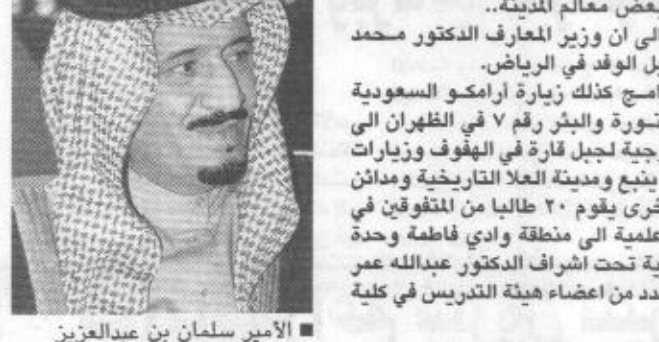 بعض معالم المدينة..
الى ان وزير المعارف الدكتور محمد
بل الوفد في الرياض.
امج كذلك زيارة أرامكو السعودية
تورة والبئر رقم ٧ في الظهران الى
وجية لجبل قارة في الهفوف وزيارات
ينبع ومدينة العلا التاريخية ومدائن
خرى يقوم ٢٠ طالبا من المتفوقين في
علمية الى منطقة وادي فاطمة وحدة
ية تحت اشراف الدكتور عبدالله عمر
دد من اعضاء هيئة التدريس في كلية
■ الأمير سلمان بن عبدالعزيز